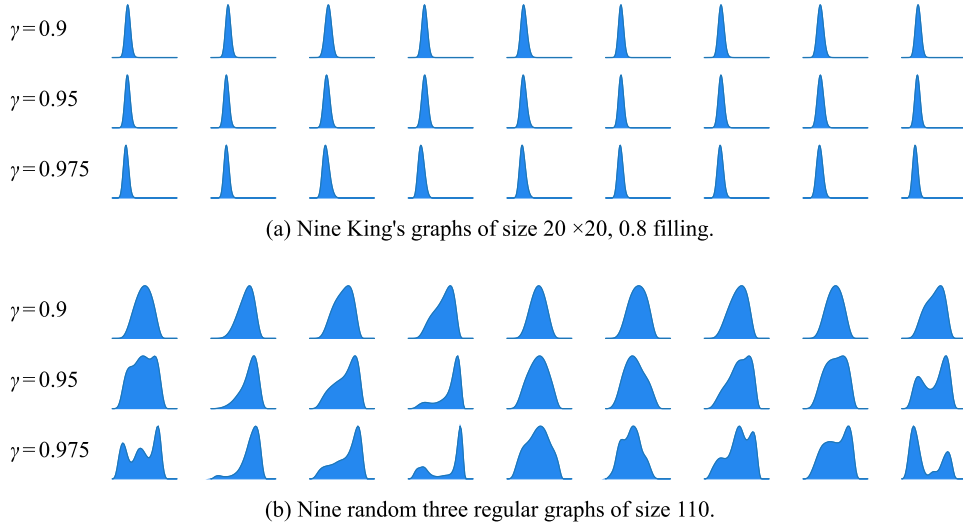 γ = 0.9
γ = 0.95
γ = 0.975
(a) Nine King's graphs of size 20 ×20, 0.8 filling.
γ = 0.9
γ = 0.95
γ = 0.975
(b) Nine random three regular graphs of size 110.